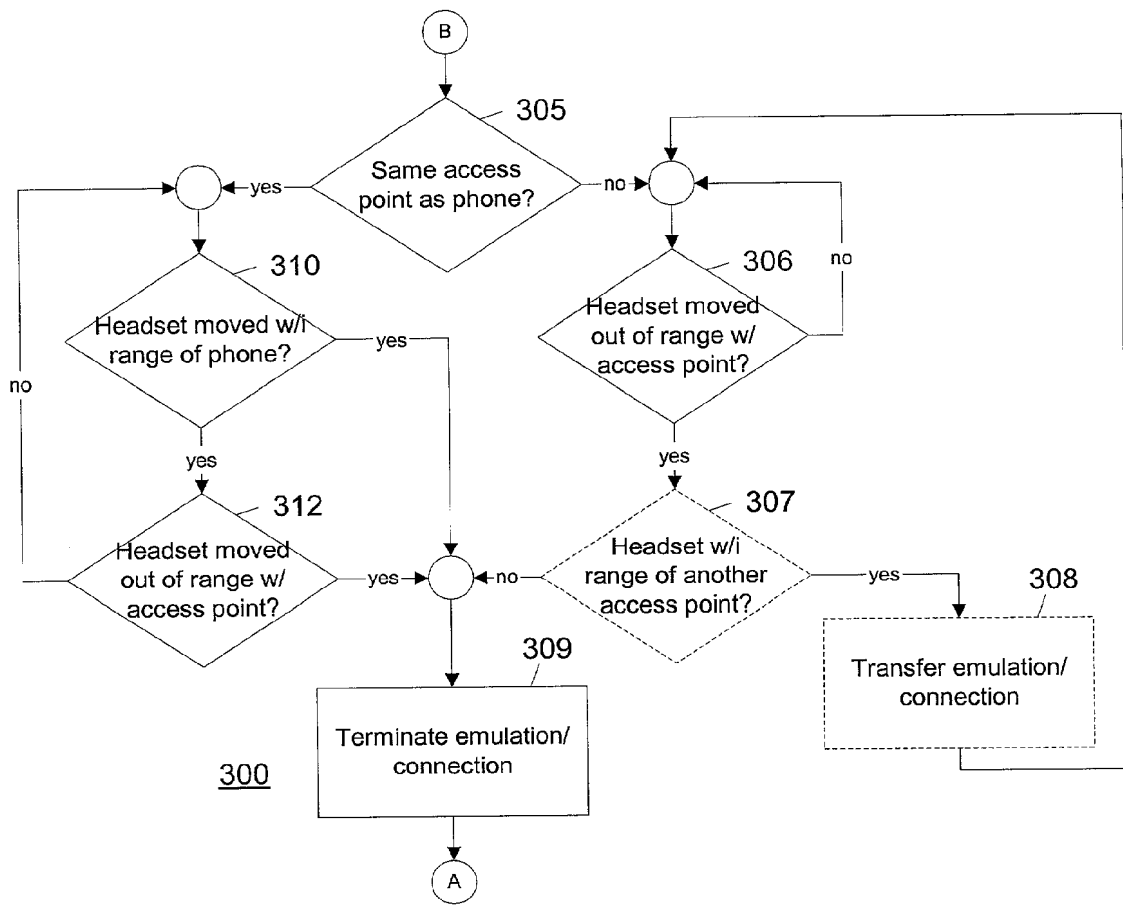 B
305
Same access
point as phone?
yes
no
310
Headset moved w/i
range of phone?
yes
306
Headset moved
out of range w/
access point?
no
no
yes
yes
312
Headset moved
out of range w/
access point?
yes
307
Headset w/i
range of another
access point?
no
yes
308
Transfer emulation/
connection
309
Terminate emulation/
connection
300
A